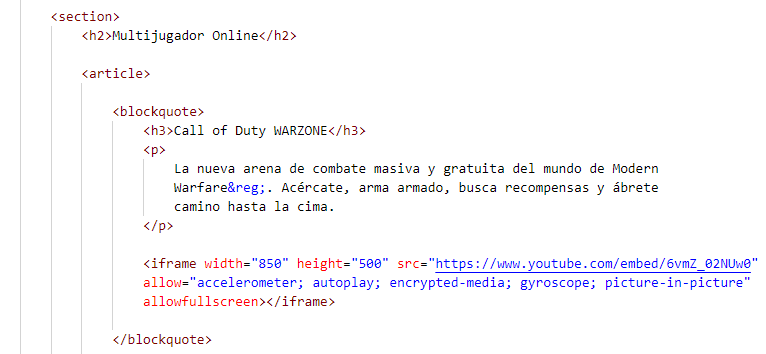 <section>
<h2>Multijugador Online</h2>
<article>
<blockquote>
<h3>Call of Duty WARZONE</h3>
<p>
La nueva arena de combate masiva y gratuita del mundo de Modern
Warfare&reg;. Acércate, arma armado, busca recompensas y ábrete
camino hasta la cima.
</p>
<iframe width="850" height="500" src="https://www.youtube.com/embed/6vmZ_02NUw0"
allow="accelerometer; autoplay; encrypted-media; gyroscope; picture-in-picture"
allowfullscreen></iframe>
</blockquote>